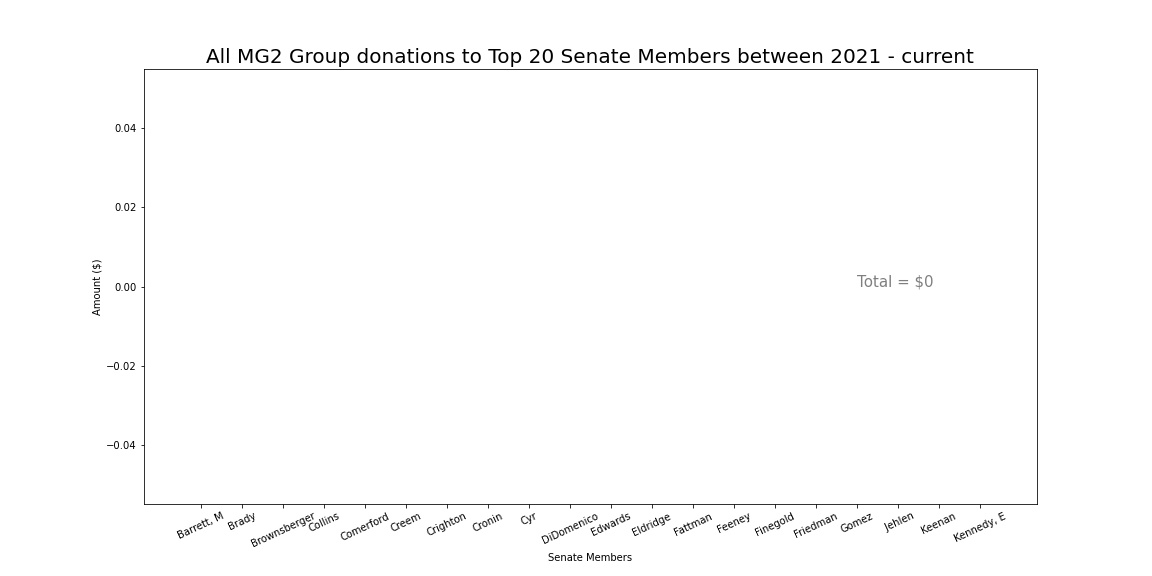 All MG2 Group donations to Top 20 Senate Members between 2021 - current
0.04
0.02
Amount ($)
0.00
Total = $0
−0.02
−0.04
Barrett, M
Brady
Brownsberger
Collins
Comerford
Creem
Crighton
Cronin
Cyr
DiDomenico
Edwards
Eldridge
Fattman
Feeney
Finegold
Friedman
Gomez
Jehlen
Keenan
Kennedy, E
Senate Members